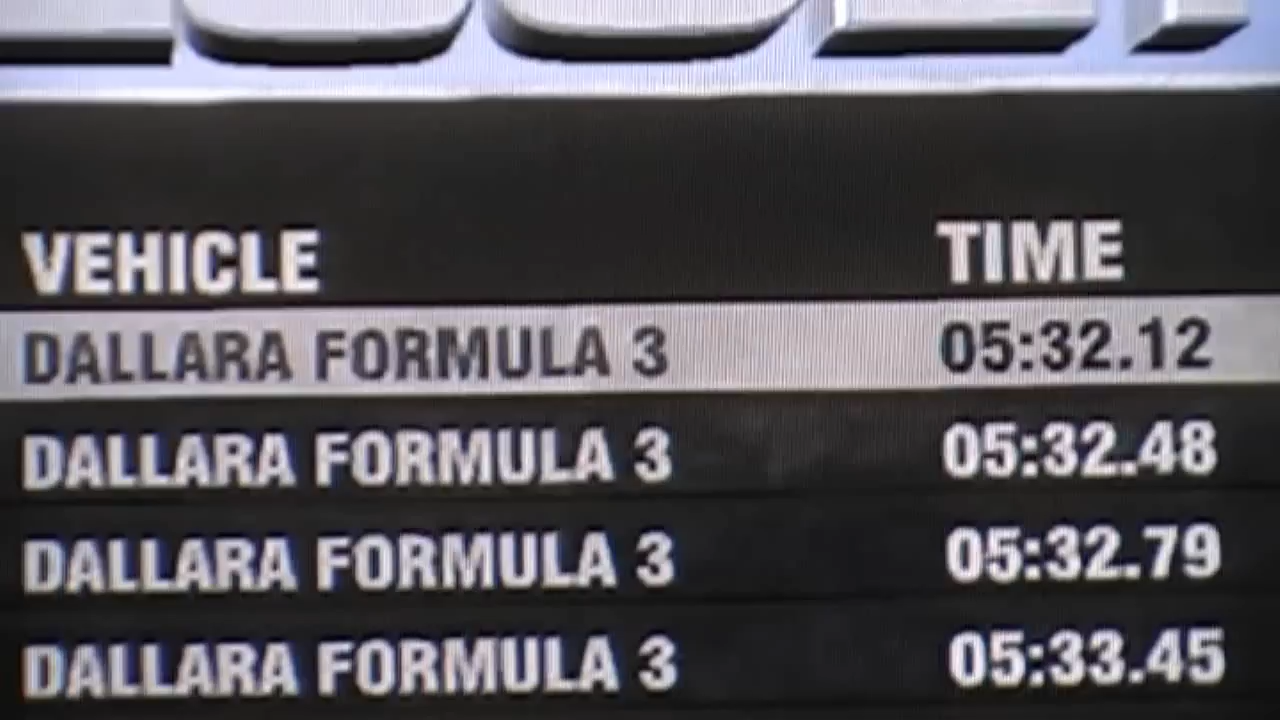 VEHICLE TIME
DALLARA FORMULA 3 05:32.12
DALLARA FORMULA 3 05:32.48
DALLARA FORMULA 3 05:32.79
DALLARA FORMULA 3 05:33.45